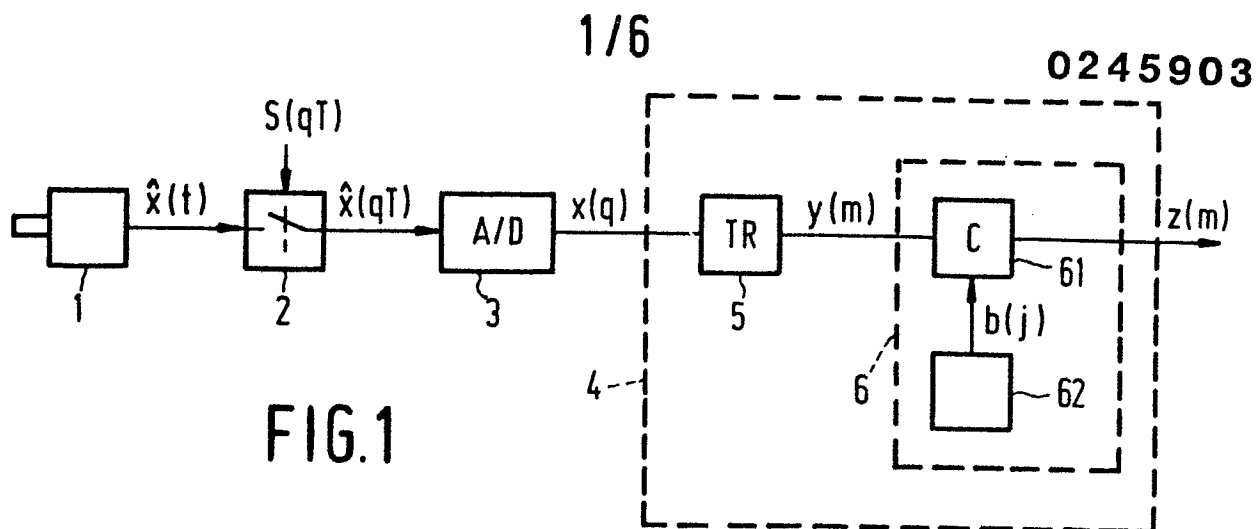 1/6
0245903
S(qT)
x̂(t)
x̂(qT)
A/D
x(q)
TR
y(m)
C
z(m)
61
b(j)
1
2
3
5
4
6
62
FIG.1